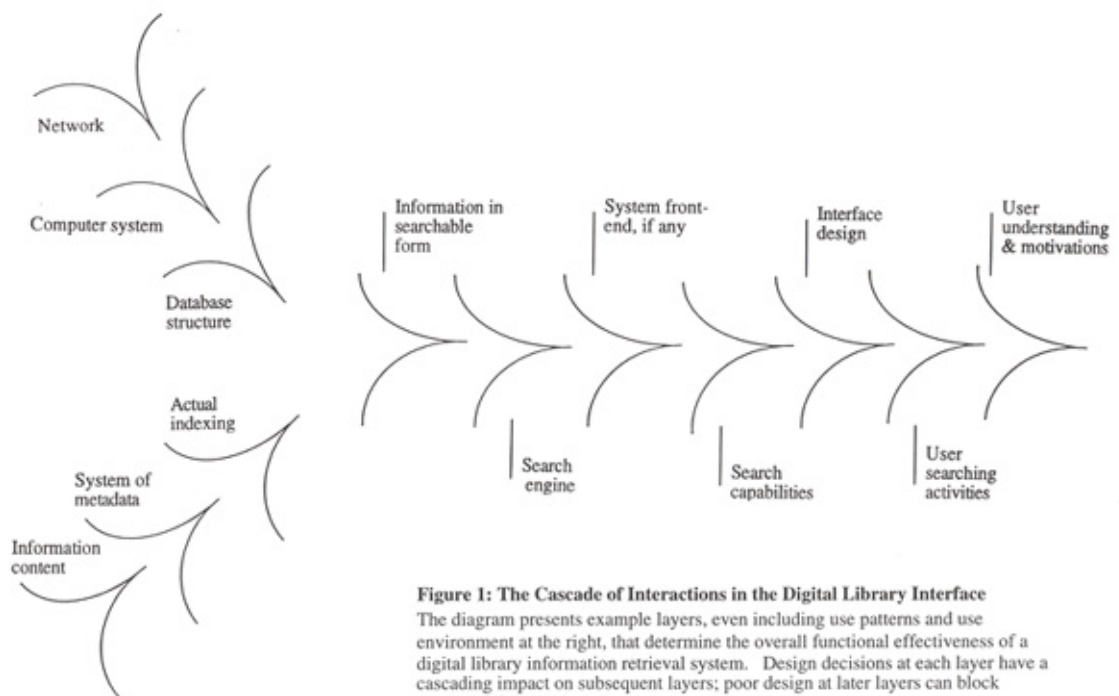 Network
Computer system
Database
structure
Actual
indexing
System of
metadata
Information
content
Information in
searchable
form
Search
engine
System front-
end, if any
Search
capabilities
Interface
design
User
searching
activities
User
understanding
& motivations
Figure 1: The Cascade of Interactions in the Digital Library Interface
The diagram presents example layers, even including use patterns and use
environment at the right, that determine the overall functional effectiveness of a
digital library information retrieval system. Design decisions at each layer have a
cascading impact on subsequent layers; poor design at later layers can block